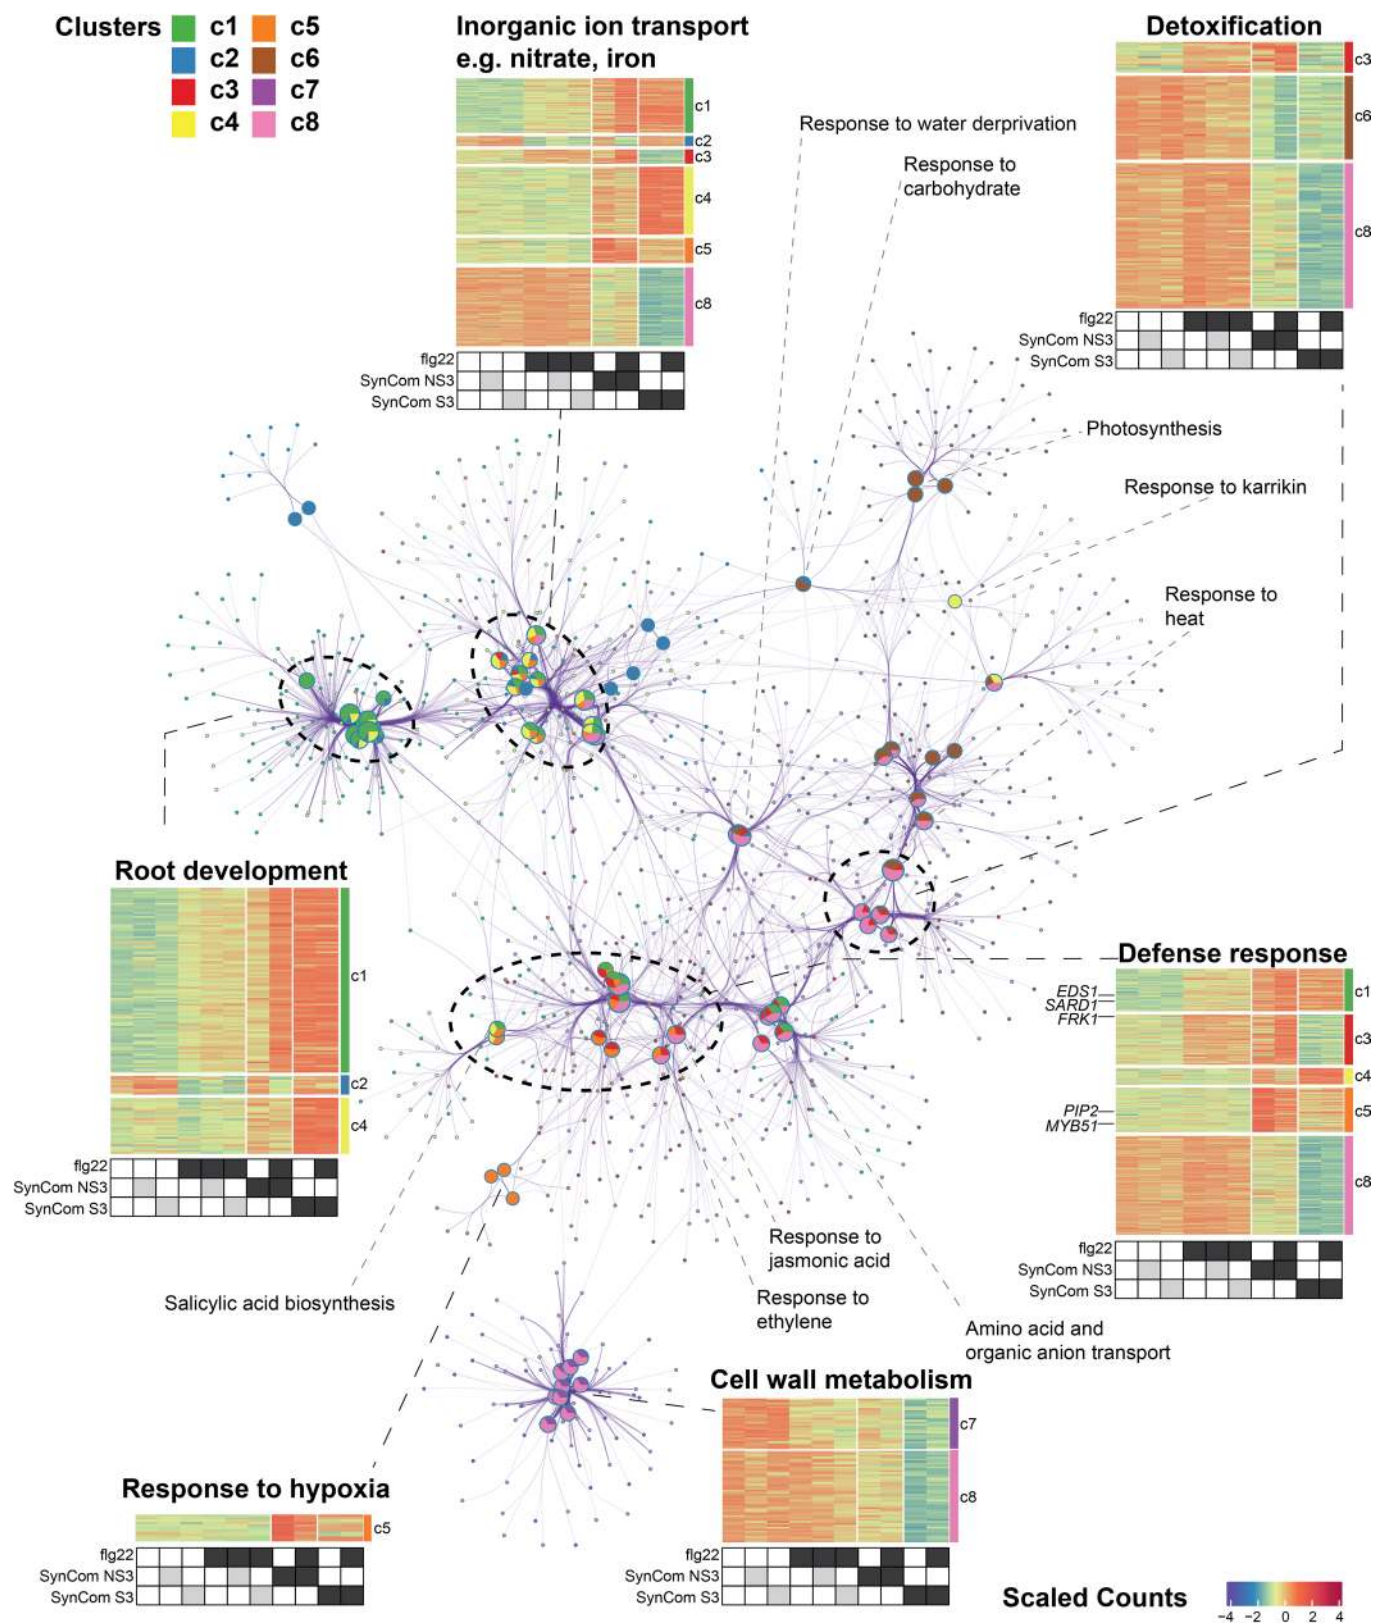 Clusters
c1
c5
c2
c6
c3
c7
c4
c8
Inorganic ion transport
e.g. nitrate, iron
c1
c2
c3
c4
c5
c8
flg22
SynCom NS3
SynCom S3
Detoxification
c3
c6
c8
flg22
SynCom NS3
SynCom S3
Response to water derprivation
Response to
carbohydrate
Photosynthesis
Response to karrikin
Response to
heat
Root development
c1
c2
c4
flg22
SynCom NS3
SynCom S3
Defense response
EDS1
SARD1
FRK1
PIP2
MYB51
c1
c3
c4
c5
c8
flg22
SynCom NS3
SynCom S3
Salicylic acid biosynthesis
Response to
jasmonic acid
Response to
ethylene
Amino acid and
organic anion transport
Cell wall metabolism
c7
c8
flg22
SynCom NS3
SynCom S3
Response to hypoxia
c5
flg22
SynCom NS3
SynCom S3
Scaled Counts
−4 −2 0 2 4